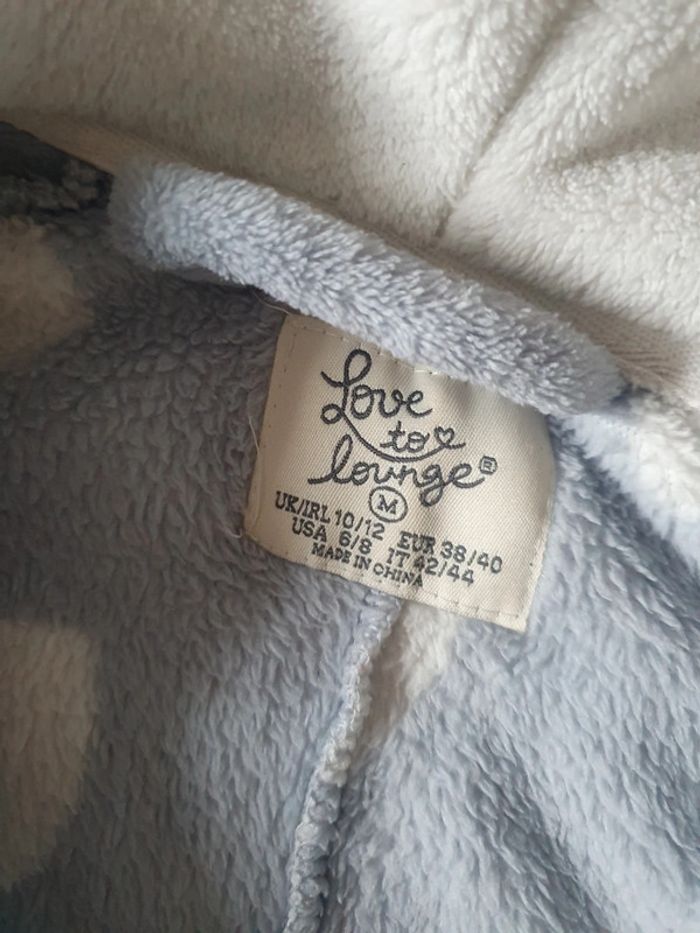 Love
to
lounge®
M
UK/IRL 10/12 EUR 38/40
USA 6/8 IT 42/44
MADE IN CHINA